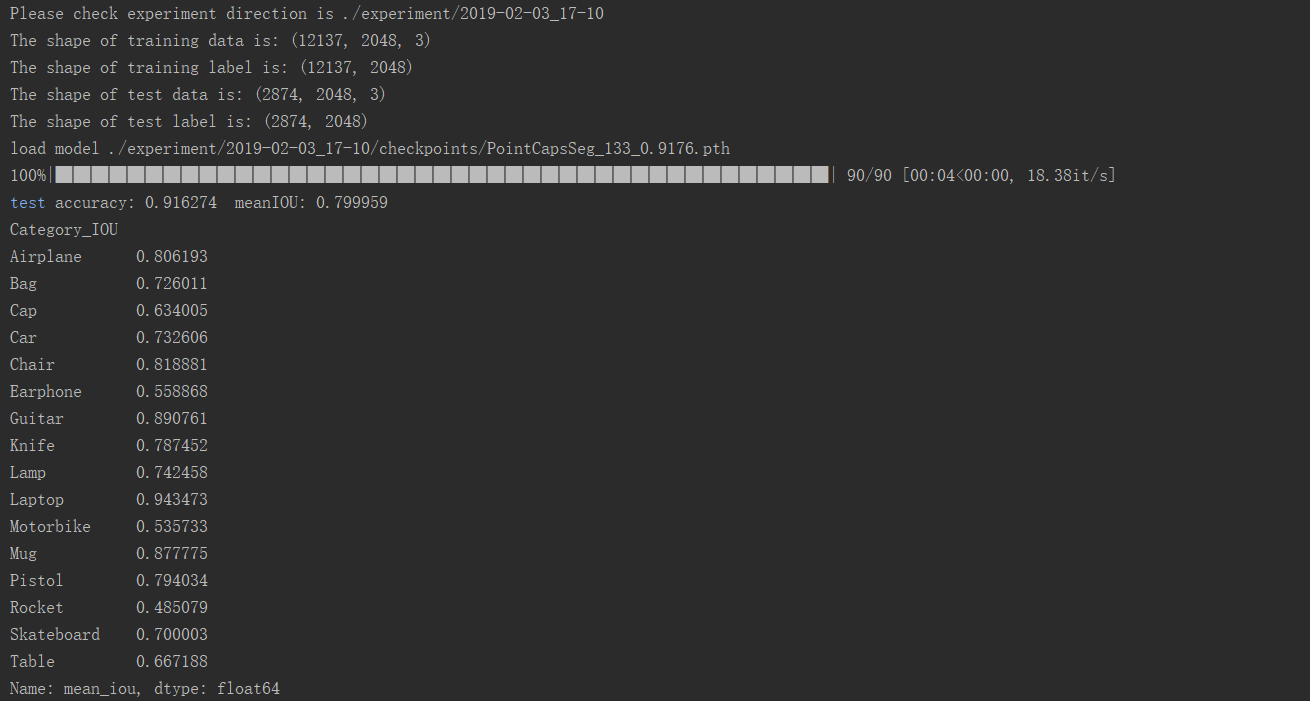 Please check experiment direction is ./experiment/2019-02-03_17-10
The shape of training data is: (12137, 2048, 3)
The shape of training label is: (12137, 2048)
The shape of test data is: (2874, 2048, 3)
The shape of test label is: (2874, 2048)
load model ./experiment/2019-02-03_17-10/checkpoints/PointCapsSeg_133_0.9176.pth
100%|███████████████████████████████████████████| 90/90 [00:04<00:00, 18.38it/s]
test accuracy: 0.916274  meanIOU: 0.799959
Category_IOU
Airplane      0.806193
Bag           0.726011
Cap           0.634005
Car           0.732606
Chair         0.818881
Earphone      0.558868
Guitar        0.890761
Knife         0.787452
Lamp          0.742458
Laptop        0.943473
Motorbike     0.535733
Mug           0.877775
Pistol        0.794034
Rocket        0.485079
Skateboard    0.700003
Table         0.667188
Name: mean_iou, dtype: float64